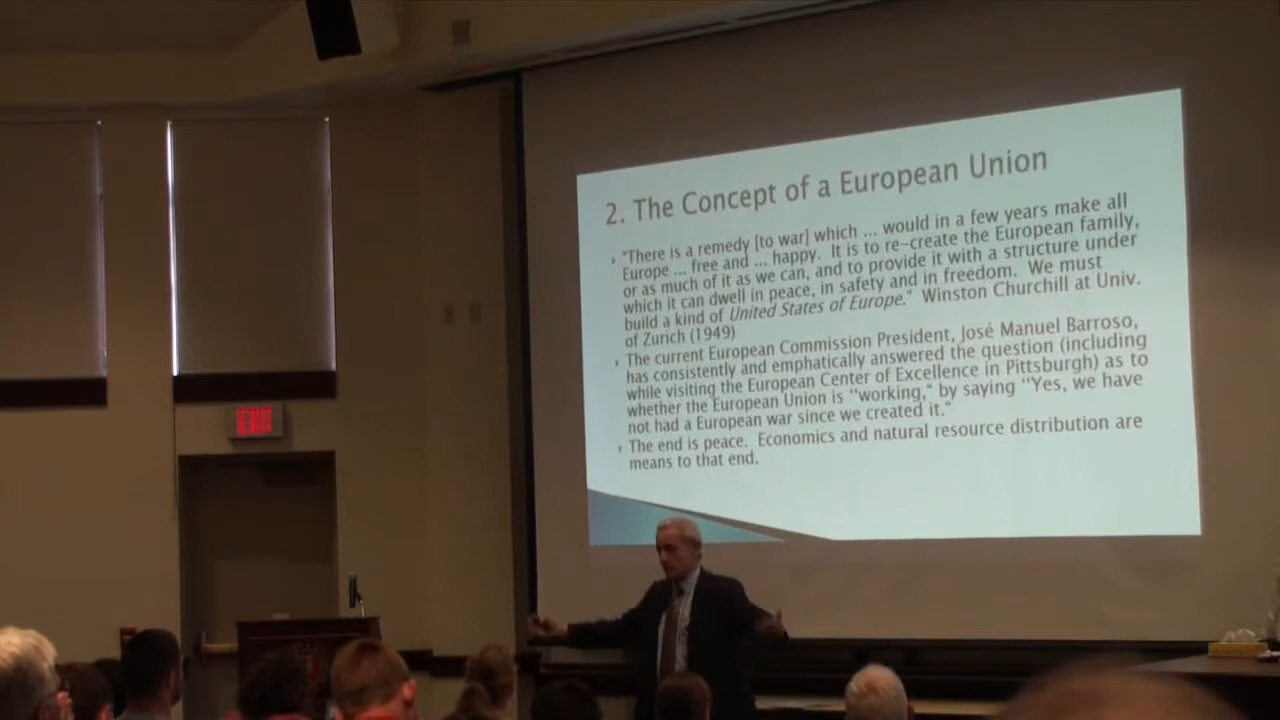 EXIT
2. The Concept of a European Union
"There is a remedy [to war] which ... would in a few years make all
Europe ... free and ... happy. It is to re-create the European family,
or as much of it as we can, and to provide it with a structure under
which it can dwell in peace, in safety and in freedom. We must
build a kind of United States of Europe." Winston Churchill at Univ.
of Zurich (1949)
The current European Commission President, José Manuel Barroso,
has consistently and emphatically answered the question (including
while visiting the European Center of Excellence in Pittsburgh) as to
whether the European Union is "working," by saying "Yes, we have
not had a European war since we created it."
The end is peace. Economics and natural resource distribution are
means to that end.